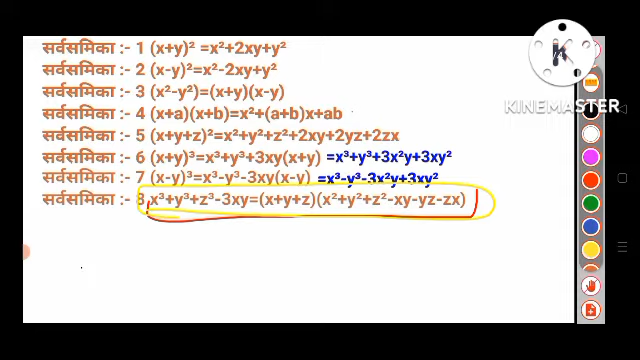 सर्वसमिका :- 1 (x+y)² =x²+2xy+y²
सर्वसमिका :- 2 (x-y)²=x²-2xy+y²
सर्वसमिका :- 3 (x²-y²)=(x+y)(x-y)
सर्वसमिका :- 4 (x+a)(x+b)=x²+(a+b)x+ab
सर्वसमिका :- 5 (x+y+z)²=x²+y²+z²+2xy+2yz+2zx
सर्वसमिका :- 6 (x+y)³=x³+y³+3xy(x+y) =x³+y³+3x²y+3xy²
सर्वसमिका :- 7 (x-y)³=x³-y³-3xy(x-y) =x³-y³-3x²y+3xy²
सर्वसमिका :- 8 x³+y³+z³-3xy=(x+y+z)(x²+y²+z²-xy-yz-zx)
KINEMASTER